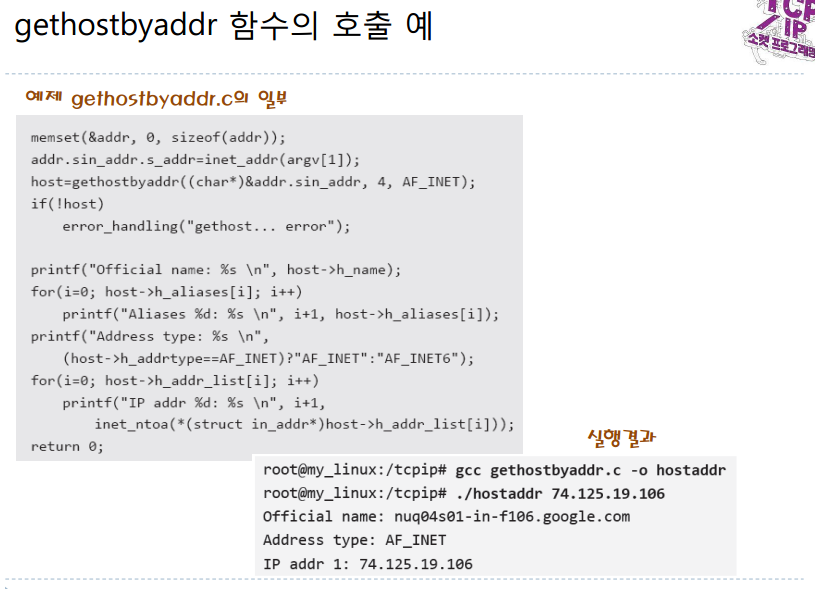 gethostbyaddr 함수의 호출 예
TCP
/IP
소켓 프로그래밍
예제 gethostbyaddr.c의 일부
memset(&addr, 0, sizeof(addr));
addr.sin_addr.s_addr=inet_addr(argv[1]);
host=gethostbyaddr((char*)&addr.sin_addr, 4, AF_INET);
if(!host)
    error_handling("gethost... error");

printf("Official name: %s \n", host->h_name);
for(i=0; host->h_aliases[i]; i++)
    printf("Aliases %d: %s \n", i+1, host->h_aliases[i]);
printf("Address type: %s \n",
    (host->h_addrtype==AF_INET)?"AF_INET":"AF_INET6");
for(i=0; host->h_addr_list[i]; i++)
    printf("IP addr %d: %s \n", i+1,
        inet_ntoa(*(struct in_addr*)host->h_addr_list[i]));
return 0;
실행결과
root@my_linux:/tcpip# gcc gethostbyaddr.c -o hostaddr
root@my_linux:/tcpip# ./hostaddr 74.125.19.106
Official name: nuq04s01-in-f106.google.com
Address type: AF_INET
IP addr 1: 74.125.19.106